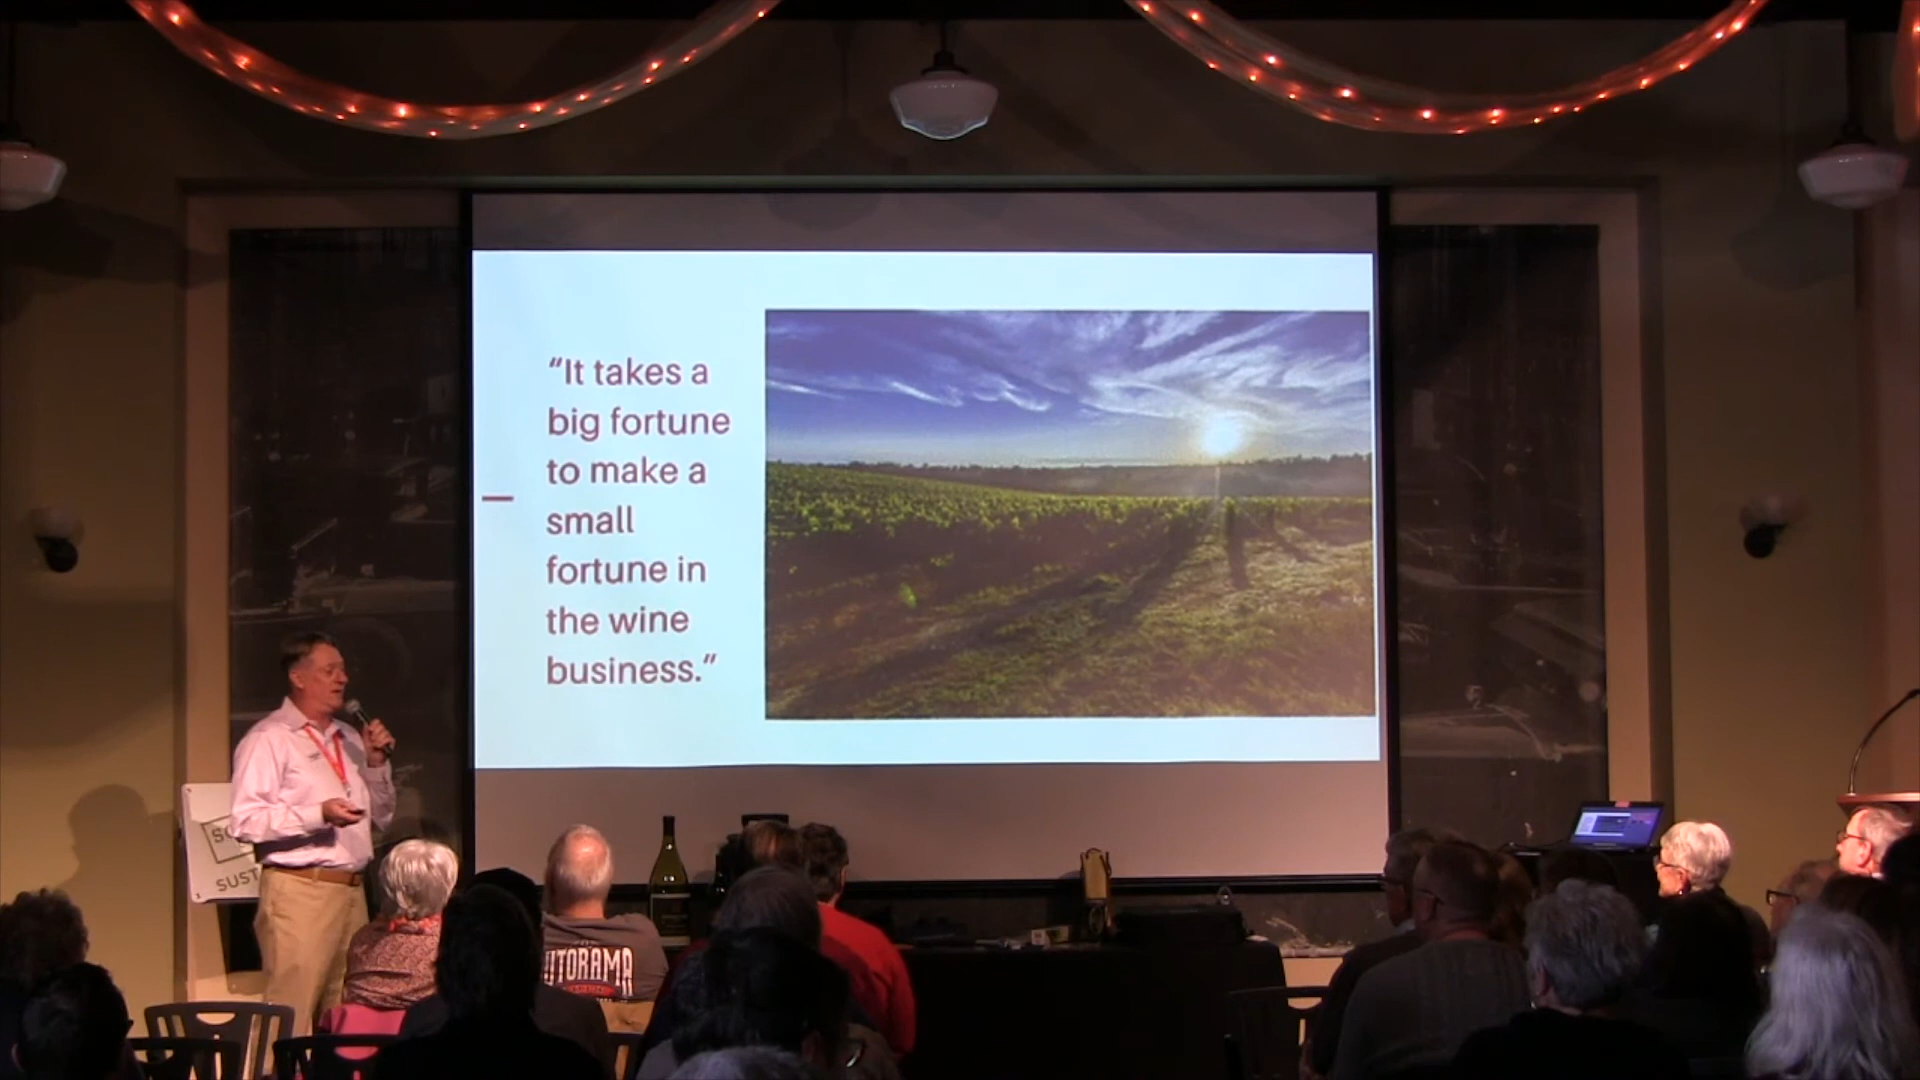 “It takes a
big fortune
to make a
small
fortune in
the wine
business.”
SUST
UTORAMA